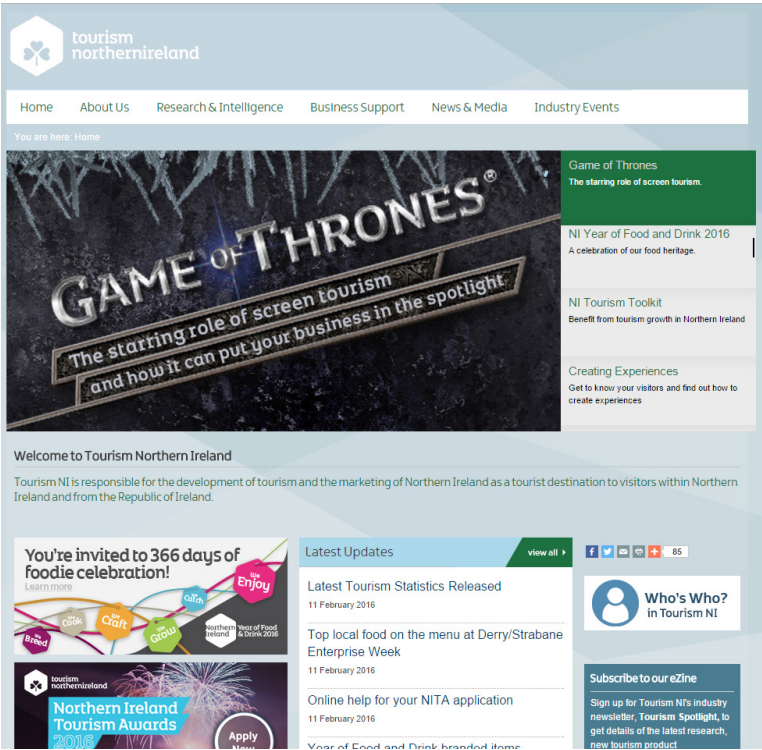 tourism
northernireland
Home About Us Research & Intelligence Business Support News & Media Industry Events
You are here: Home
GAME OF THRONES®
The starring role of screen tourism
and how it can put your business in the spotlight
Game of Thrones
The starring role of screen tourism.
NI Year of Food and Drink 2016
A celebration of our food heritage.
NI Tourism Toolkit
Benefit from tourism growth in Northern Ireland
Creating Experiences
Get to know your visitors and find out how to
create experiences
Welcome to Tourism Northern Ireland
Tourism NI is responsible for the development of tourism and the marketing of Northern Ireland as a tourist destination to visitors within Northern
Ireland and from the Republic of Ireland.
You're invited to 366 days of
foodie celebration!
Learn more
We
Breed
We
Cook
We
Craft
We
Grow
We
Catch
We
Enjoy
Northern
Ireland
Year of Food
& Drink 2016
tourism
northernireland
Northern Ireland
Tourism Awards
2016
Apply
Now
Latest Updates
view all
Latest Tourism Statistics Released
11 February 2016
Top local food on the menu at Derry/Strabane
Enterprise Week
11 February 2016
Online help for your NITA application
11 February 2016
Year of Food and Drink branded items
85
Who's Who?
in Tourism NI
Subscribe to our eZine
Sign up for Tourism NI's industry
newsletter, Tourism Spotlight, to
get details of the latest research,
new tourism product